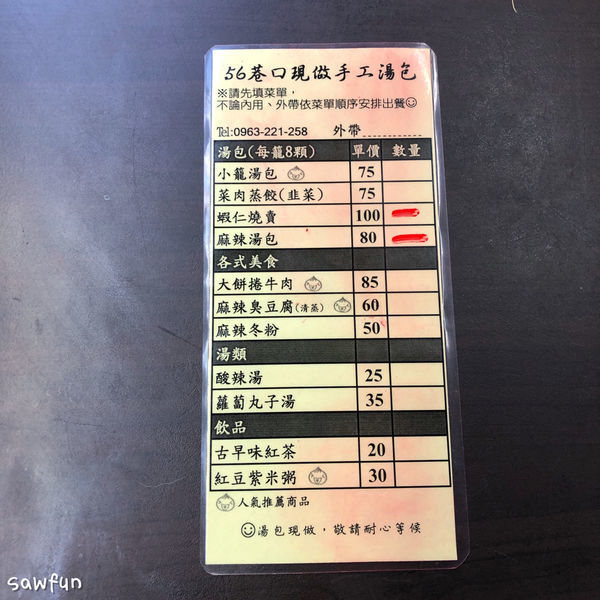 56巷口現做手工湯包
※請先填菜單，
不論內用、外帶依菜單順序安排出餐
Tel:0963-221-258 外帶
湯包(每籠8顆) 單價 數量
小籠湯包 75
菜肉蒸餃(韭菜) 75
蝦仁燒賣 100
麻辣湯包 80
各式美食
大餅捲牛肉 85
麻辣臭豆腐(清蒸) 60
麻辣冬粉 50
湯類
酸辣湯 25
蘿蔔丸子湯 35
飲品
古早味紅茶 20
紅豆紫米粥 30
人氣推薦商品
湯包現做，敬請耐心等候
sawfun